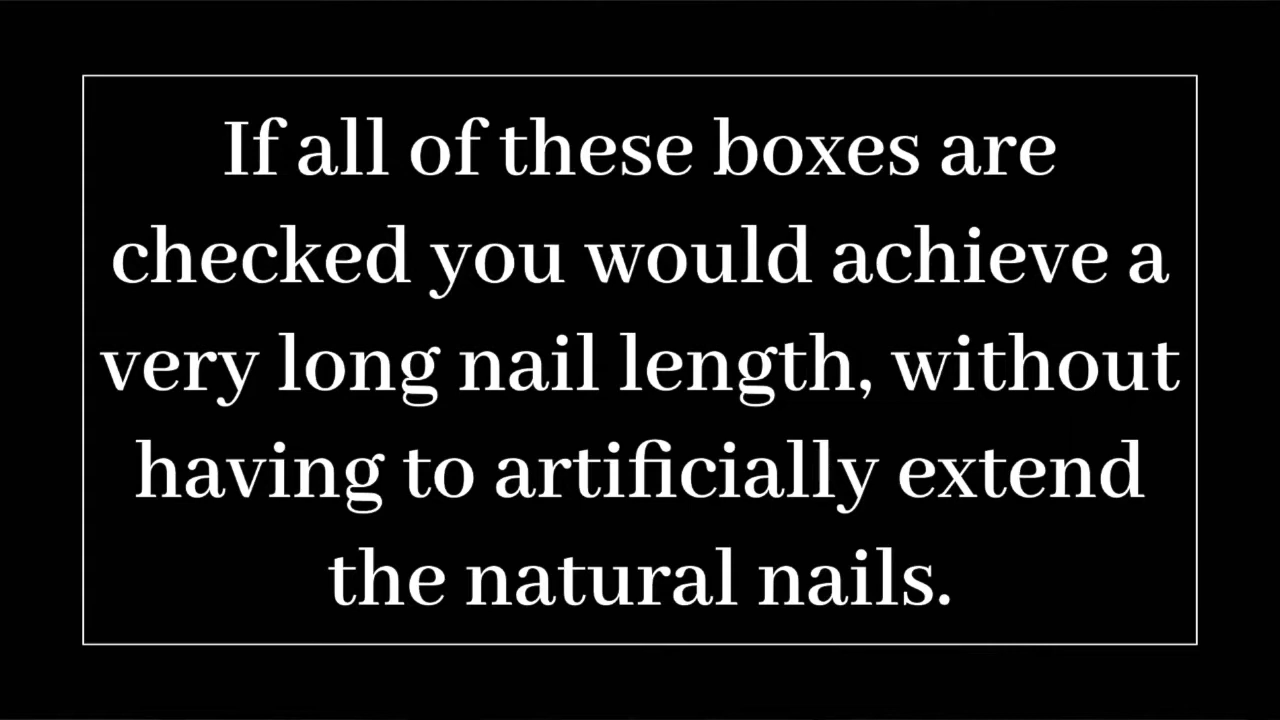 If all of these boxes are
checked you would achieve a
very long nail length, without
having to artificially extend
the natural nails.